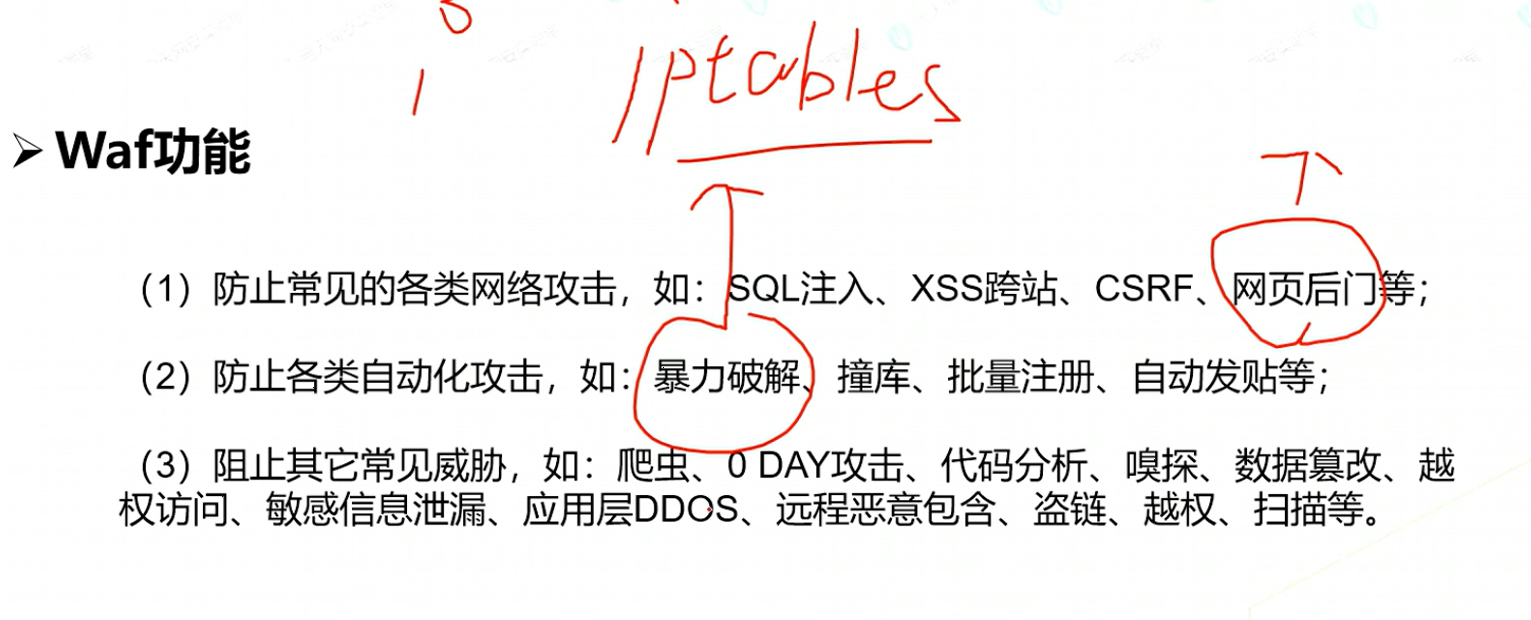 iptables
Waf功能
（1）防止常见的各类网络攻击，如：SQL注入、XSS跨站、CSRF、网页后门等；
（2）防止各类自动化攻击，如：暴力破解、撞库、批量注册、自动发贴等；
（3）阻止其它常见威胁，如：爬虫、0 DAY攻击、代码分析、嗅探、数据篡改、越
权访问、敏感信息泄漏、应用层DDOS、远程恶意包含、盗链、越权、扫描等。